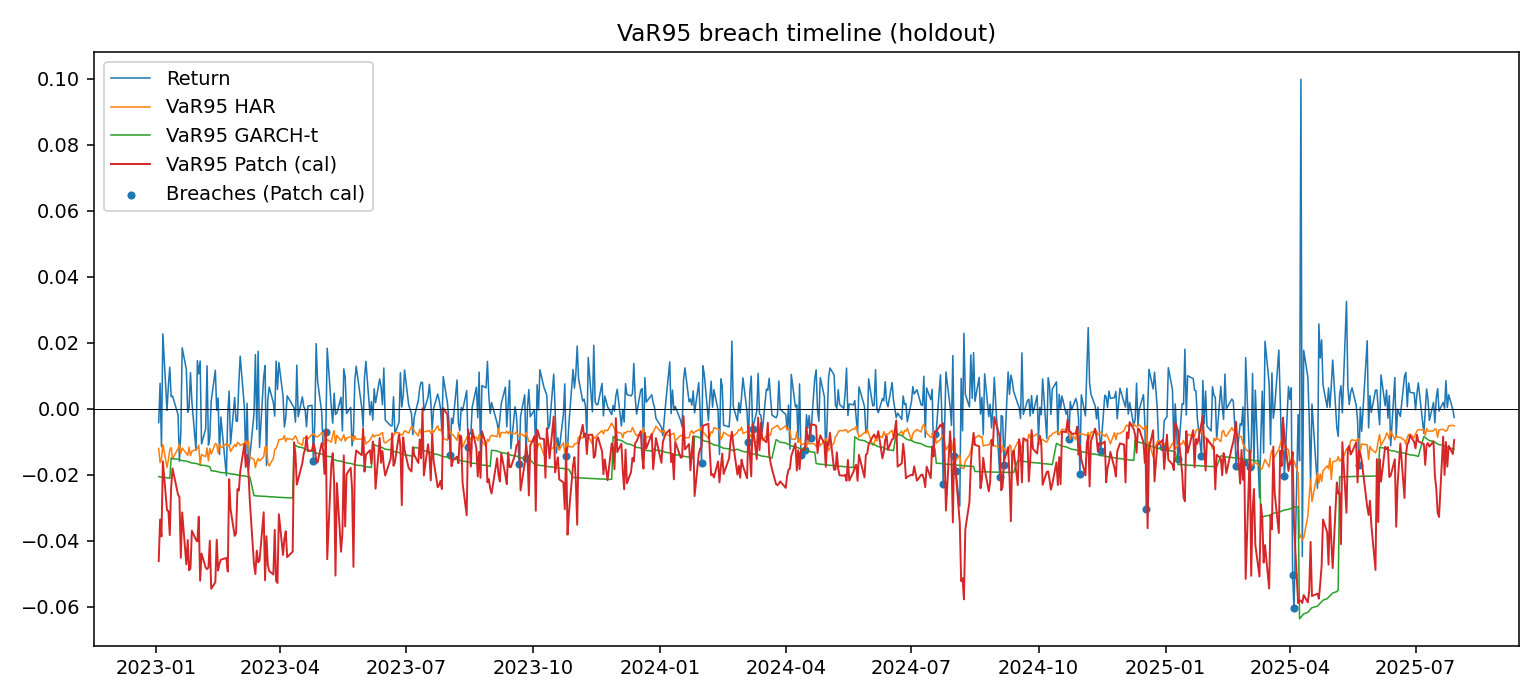 VaR95 breach timeline (holdout)
0.10
0.08
0.06
0.04
0.02
0.00
−0.02
−0.04
−0.06
Return
VaR95 HAR
VaR95 GARCH-t
VaR95 Patch (cal)
Breaches (Patch cal)
2023-01 2023-04 2023-07 2023-10 2024-01 2024-04 2024-07 2024-10 2025-01 2025-04 2025-07